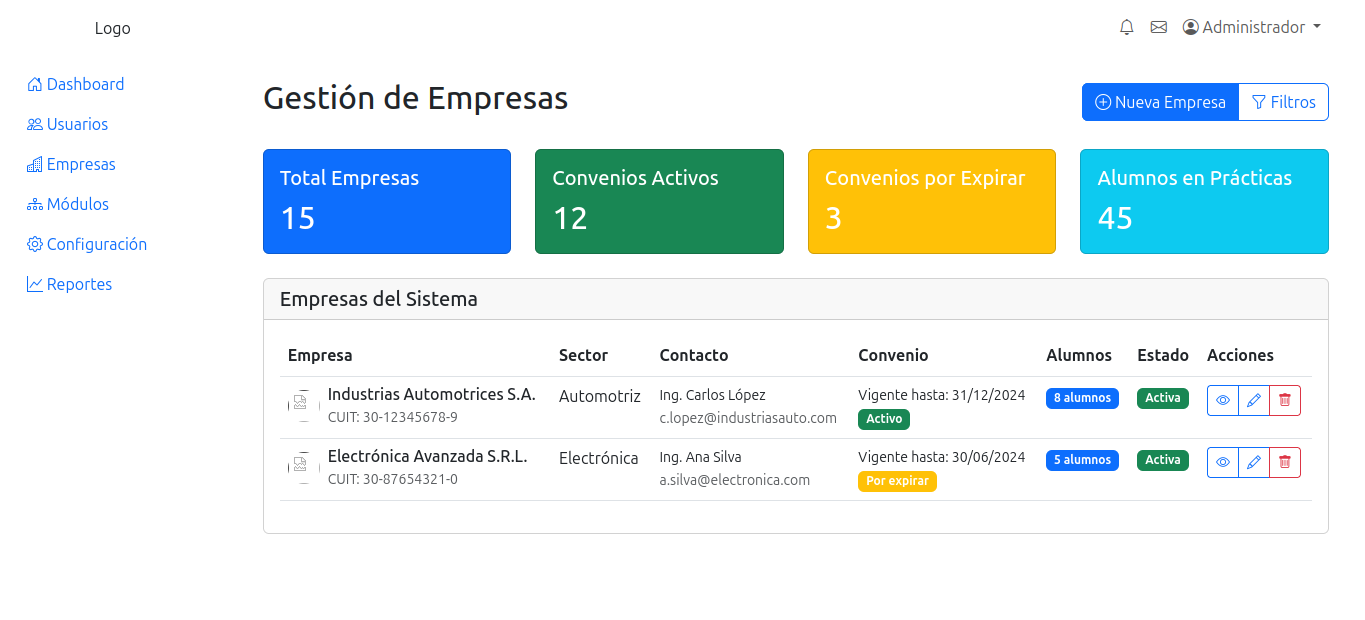 Logo
Administrador
Dashboard
Usuarios
Empresas
Módulos
Configuración
Reportes
Gestión de Empresas
Nueva Empresa
Filtros
Total Empresas
15
Convenios Activos
12
Convenios por Expirar
3
Alumnos en Prácticas
45
Empresas del Sistema
Empresa Sector Contacto Convenio Alumnos Estado Acciones
Industrias Automotrices S.A. Automotriz Ing. Carlos López Vigente hasta: 31/12/2024 8 alumnos Activa
CUIT: 30-12345678-9 c.lopez@industriasauto.com Activo
Electrónica Avanzada S.R.L. Electrónica Ing. Ana Silva Vigente hasta: 30/06/2024 5 alumnos Activa
CUIT: 30-87654321-0 a.silva@electronica.com Por expirar